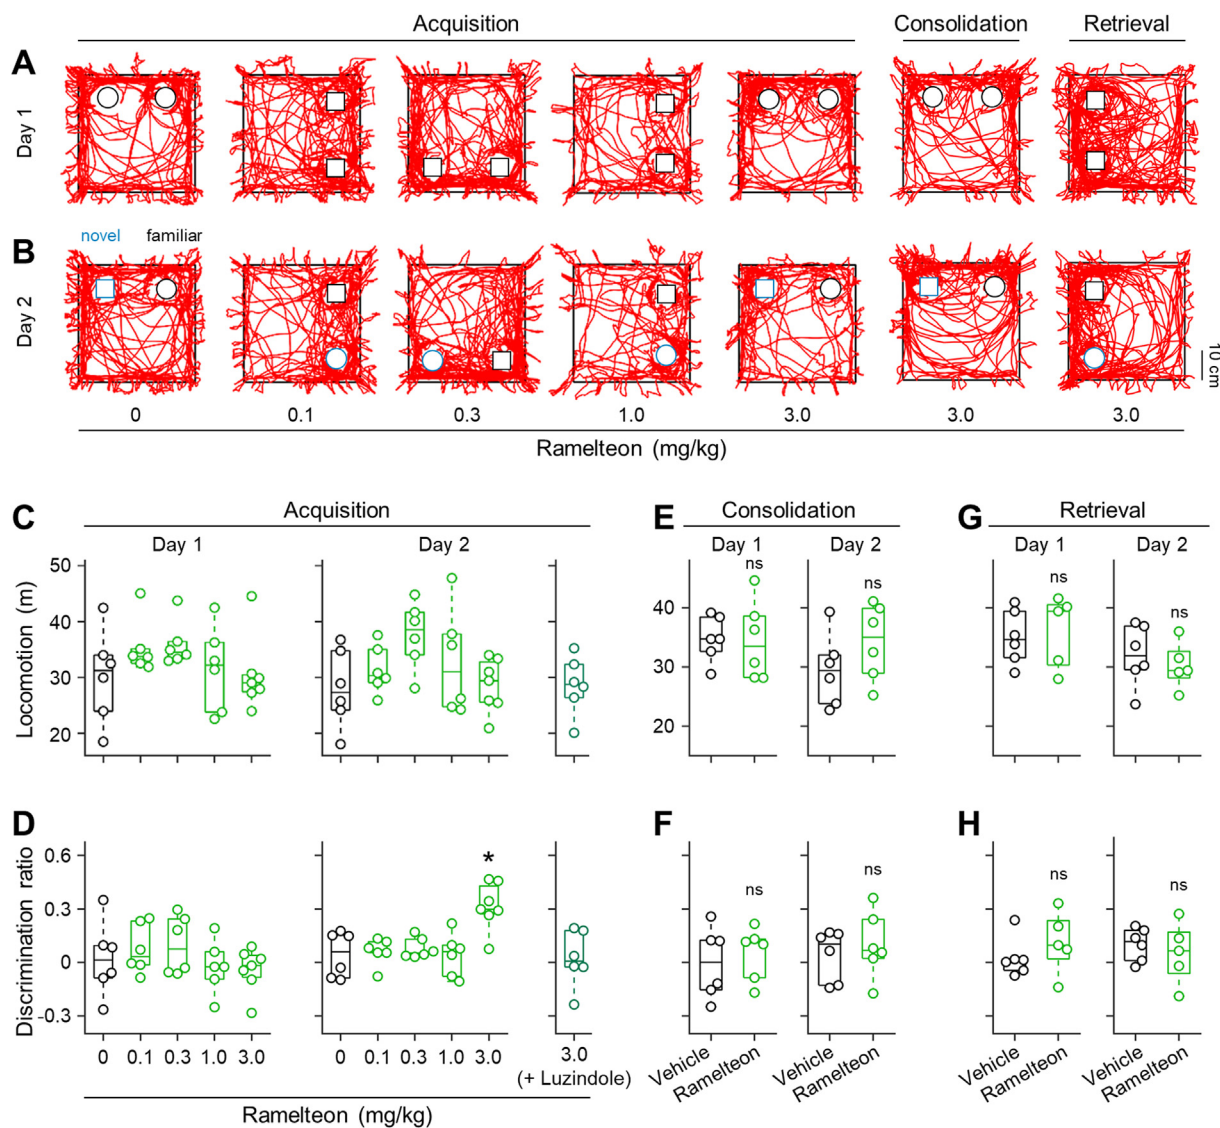 Acquisition Consolidation Retrieval
A
Day 1
B
novel familiar
Day 2
10 cm
0 0.1 0.3 1.0 3.0 3.0 3.0
Ramelteon (mg/kg)
C Acquisition E Consolidation G Retrieval
Day 1 Day 2 Day 1 Day 2 Day 1 Day 2
Locomotion (m)
50
40
30
20
ns
40
30
20
ns
ns
ns
D F H
Discrimination ratio
0.6
0.3
0
-0.3
*
ns
ns
ns
ns
0 0.1 0.3 1.0 3.0 0 0.1 0.3 1.0 3.0 3.0
(+ Luzindole)
Ramelteon (mg/kg)
Vehicle Ramelteon Vehicle Ramelteon Vehicle Ramelteon Vehicle Ramelteon